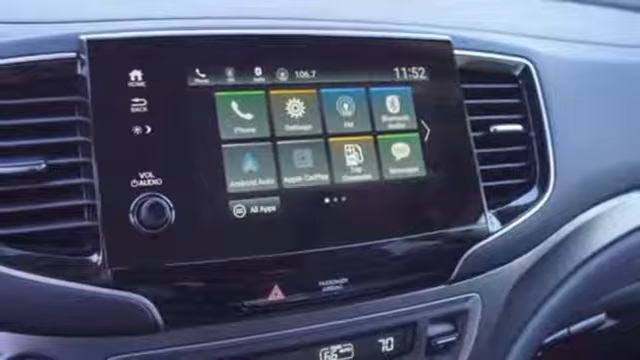 106.7 11:52
HOME
BACK
Phone Settings FM Bluetooth Audio
VOL
AUDIO
Android Auto Apple CarPlay Trip Computer Messages
All Apps
PASSENGER
AIRBAG
66 70